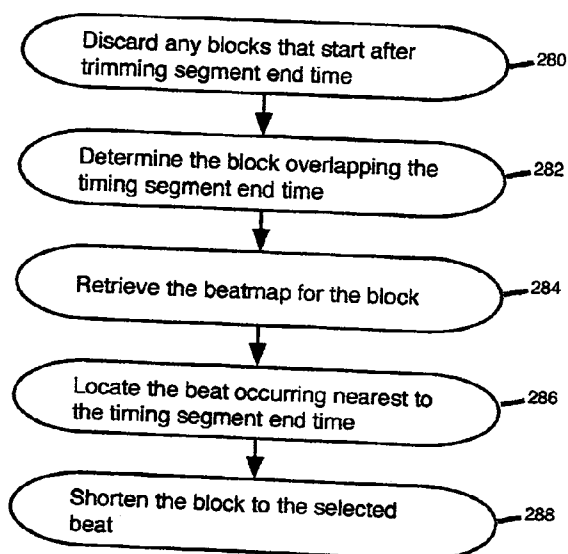 Discard any blocks that start after
trimming segment end time
280
Determine the block overlapping the
timing segment end time
282
Retrieve the beatmap for the block
284
Locate the beat occurring nearest to
the timing segment end time
286
Shorten the block to the selected
beat
288